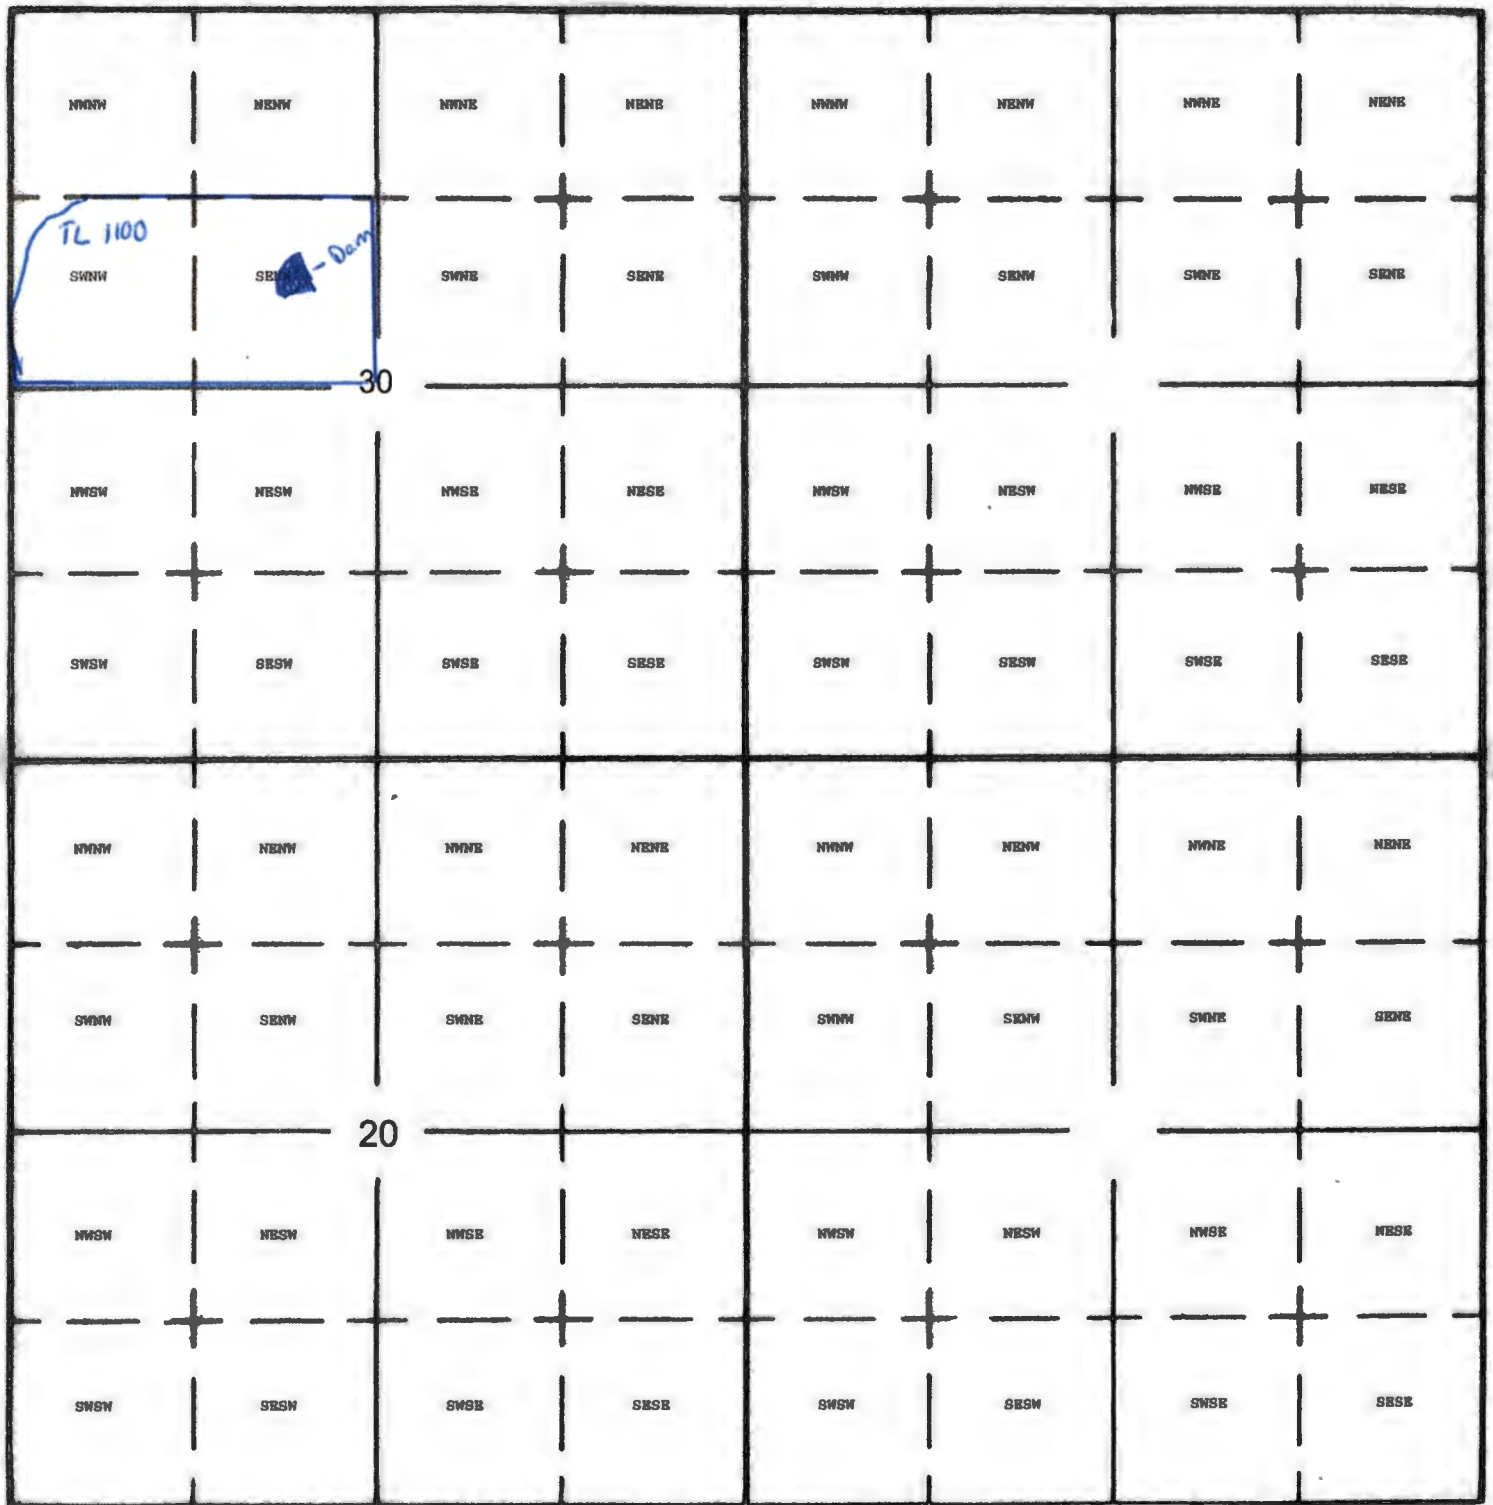 NWNW NENW NWNE NENE NWNW NENW NWNE NENE
TL 1100
- Dam
SWNW SENW SWNE SENE SWNW SENW SWNE SENE
30
NWSW NESW NWSE NESE NWSW NESW NWSE NESE
SWSW SESW SWSE SESE SWSW SESW SWSE SESE
NWNW NENW NWNE NENE NWNW NENW NWNE NENE
SWNW SENW SWNE SENE SWNW SENW SWNE SENE
20
NWSW NESW NWSE NESE NWSW NESW NWSE NESE
SWSW SESW SWSE SESE SWSW SESW SWSE SESE